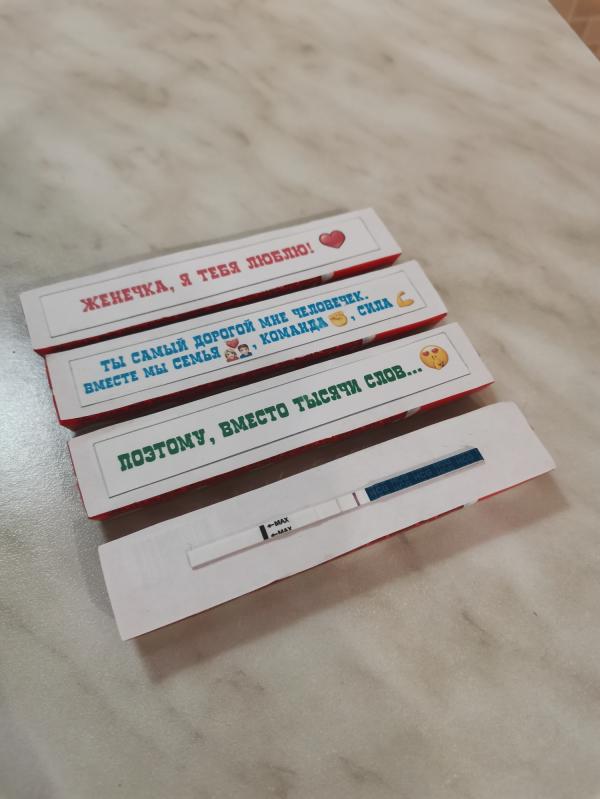 ЖЕНЕЧКА, Я ТЕБЯ ЛЮБЛЮ! ❤️
ТЫ САМЫЙ ДОРОГОЙ МНЕ ЧЕЛОВЕЧЕК.
ВМЕСТЕ МЫ СЕМЬЯ 💑, КОМАНДА ✊, СИЛА 💪
ПОЭТОМУ, ВМЕСТО ТЫСЯЧИ СЛОВ... 😍
←MAX
←MAX